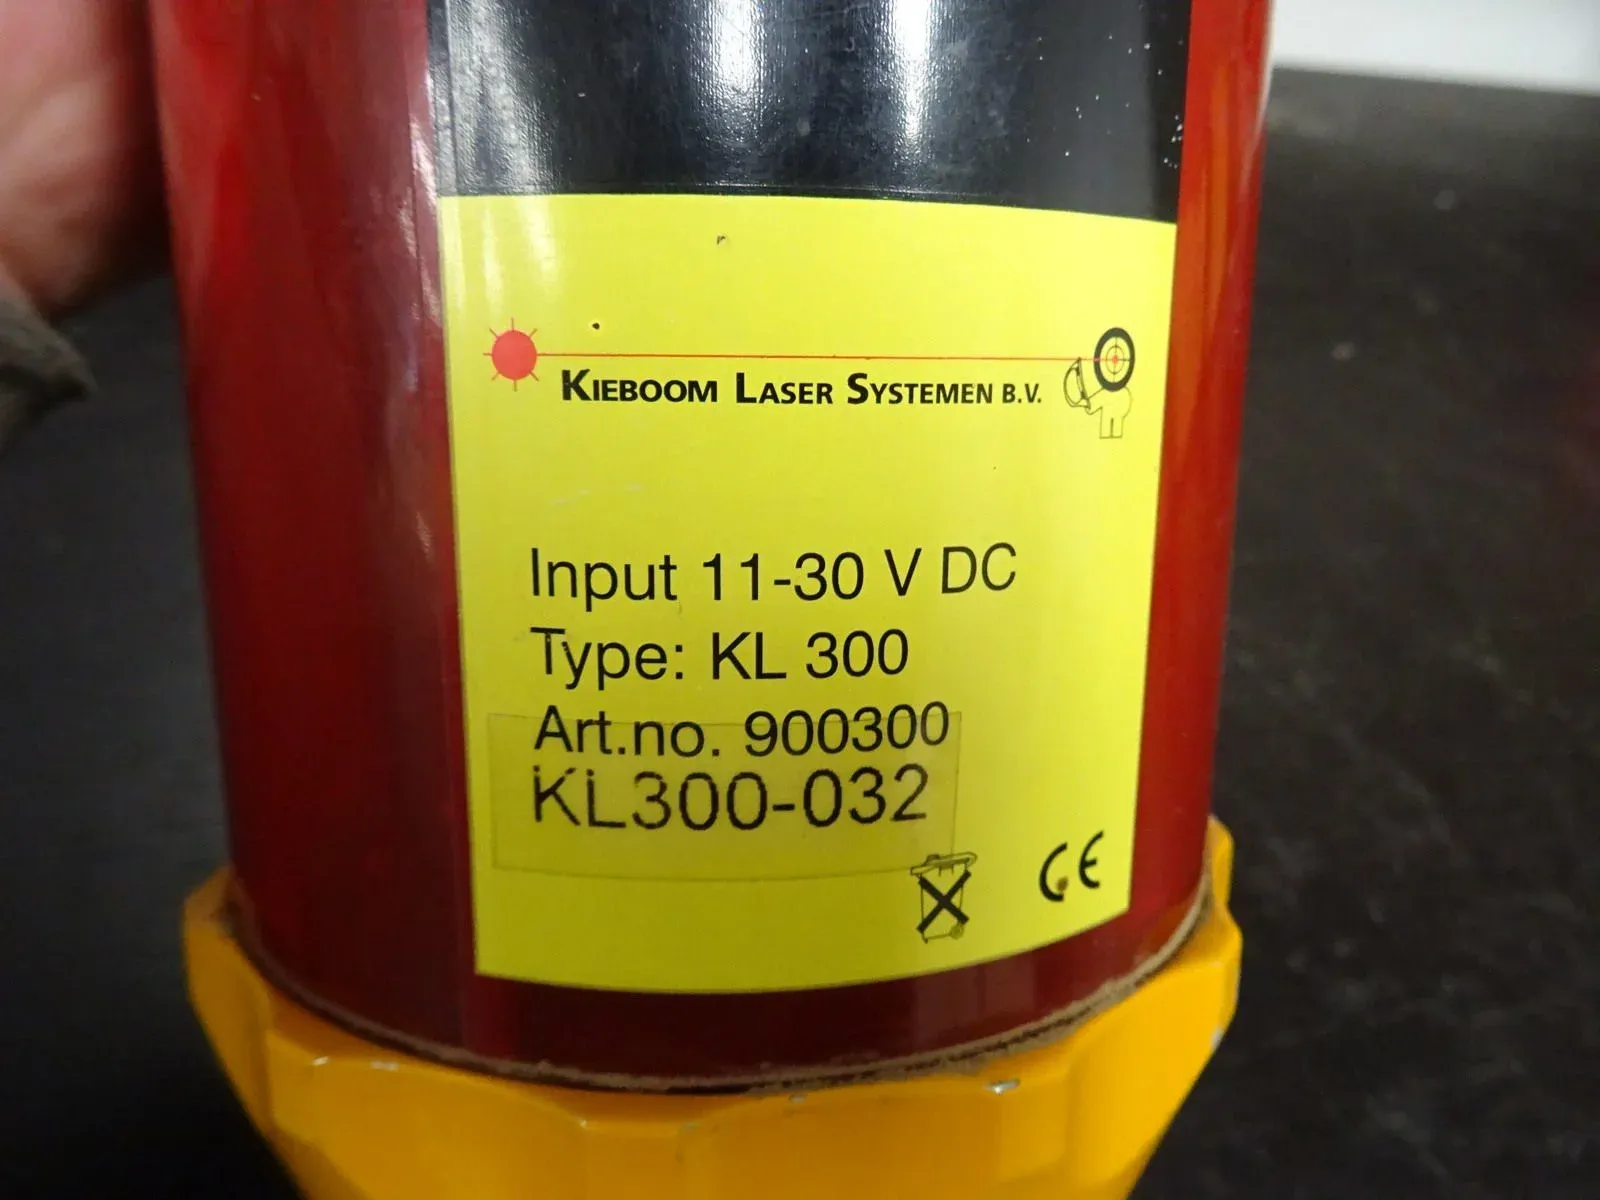 KIEBOOM LASER SYSTEMEN B.V.
Input 11-30 V DC
Type: KL 300
Art.no. 900300
KL300-032
CE